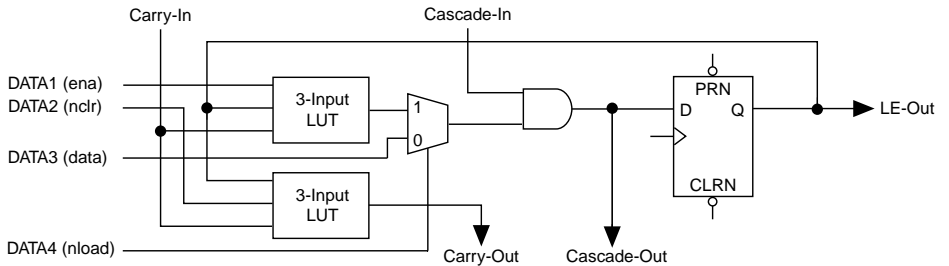 Carry-In
Cascade-In
DATA1 (ena)
DATA2 (nclr)
DATA3 (data)
DATA4 (nload)
3-Input
LUT
1
0
3-Input
LUT
PRN
D Q
CLRN
LE-Out
Carry-Out
Cascade-Out